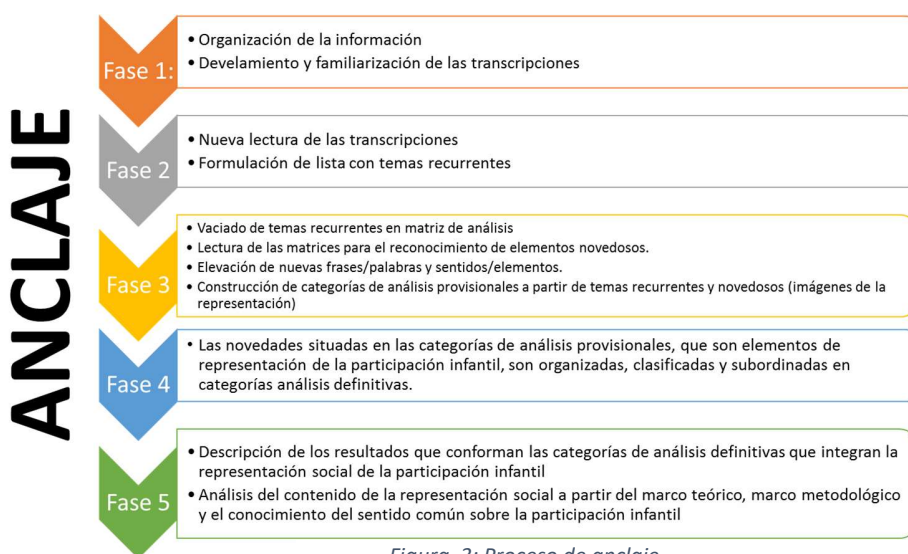 ANCLAJE
Fase 1:
• Organización de la información
• Develamiento y familiarización de las transcripciones
Fase 2
• Nueva lectura de las transcripciones
• Formulación de lista con temas recurrentes
Fase 3
• Vaciado de temas recurrentes en matriz de análisis
• Lectura de las matrices para el reconocimiento de elementos novedosos.
• Elevación de nuevas frases/palabras y sentidos/elementos.
• Construcción de categorías de análisis provisionales a partir de temas recurrentes y novedosos (imágenes de la
representación)
Fase 4
• Las novedades situadas en las categorías de análisis provisionales, que son elementos de
representación de la participación infantil, son organizadas, clasificadas y subordinadas en
categorías análisis definitivas.
Fase 5
• Descripción de los resultados que conforman las categorías de análisis definitivas que integran la
representación social de la participación infantil
• Análisis del contenido de la representación social a partir del marco teórico, marco metodológico
y el conocimiento del sentido común sobre la participación infantil
Figura 2: Proceso de anclaje